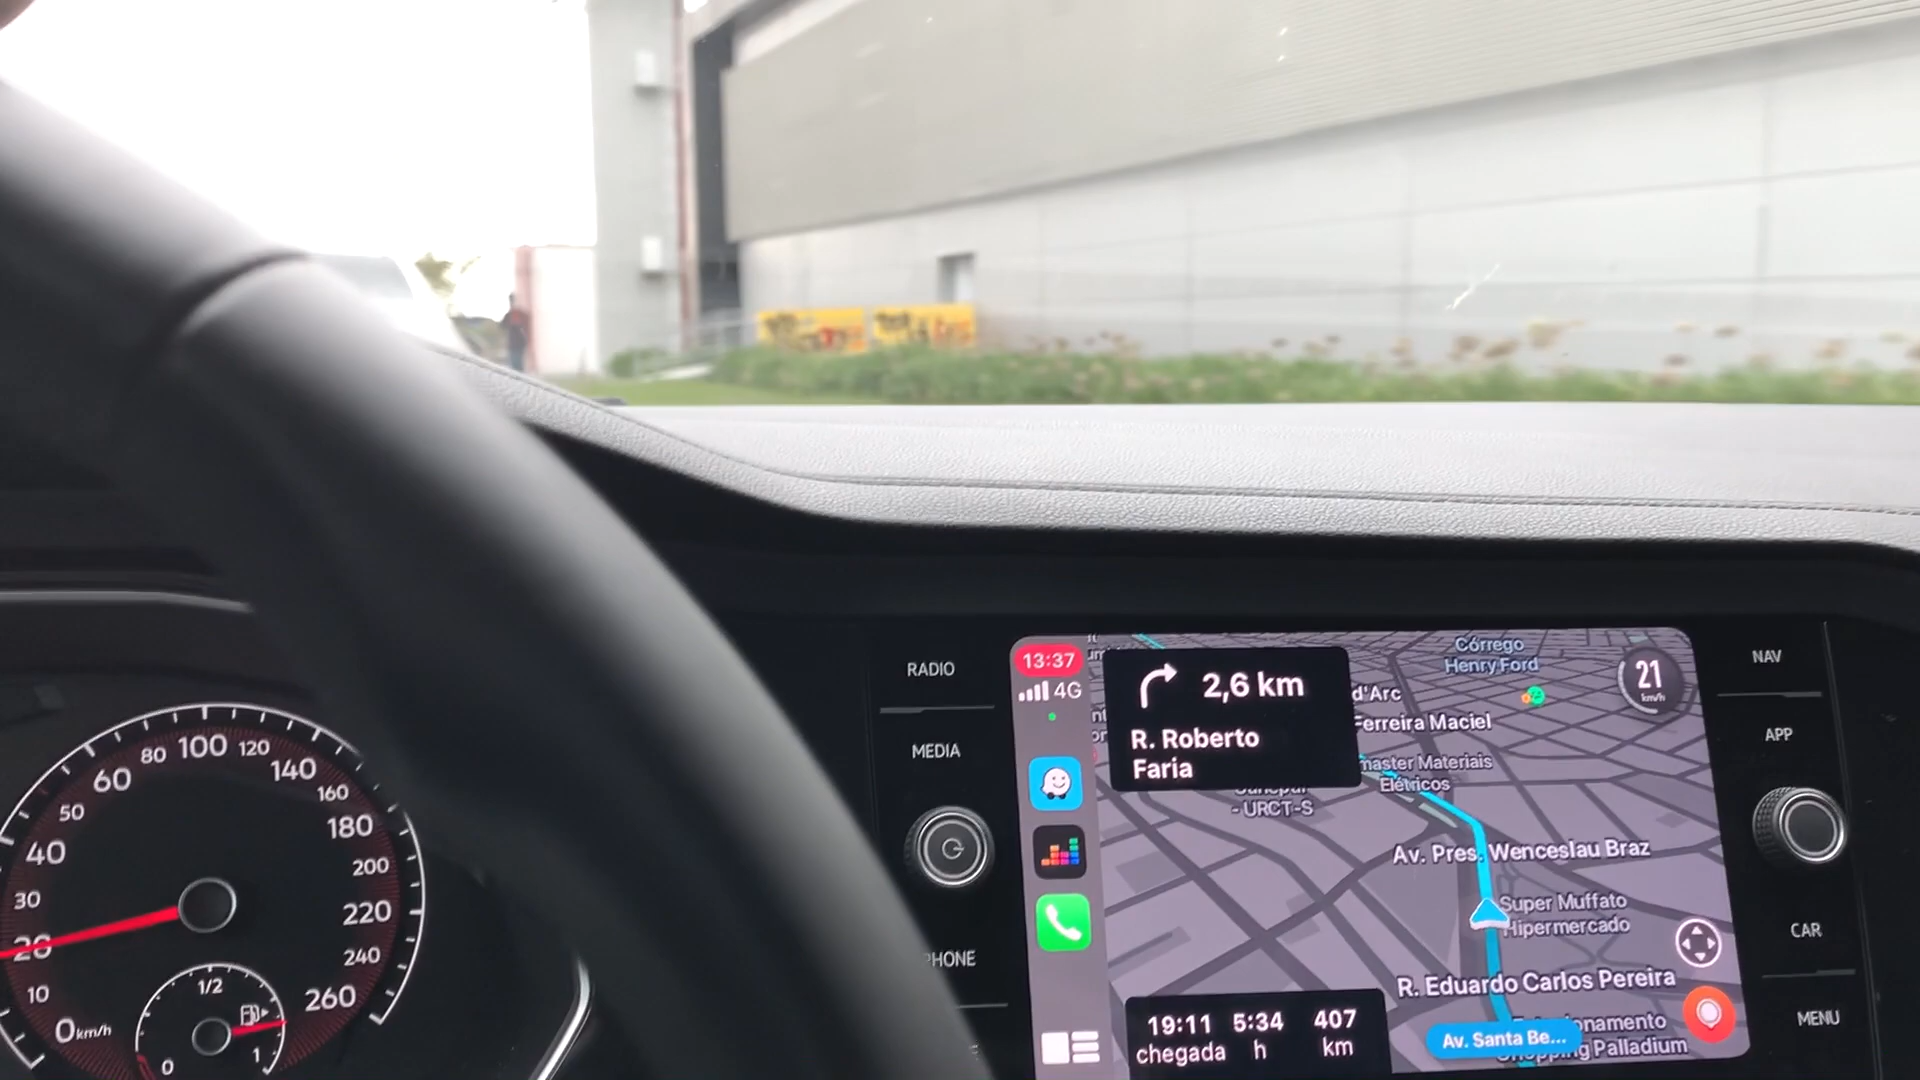 RADIO
MEDIA
PHONE
13:37
4G
2,6 km
R. Roberto
Faria
Córrego
Henry Ford
21
km/h
d'Arc
Ferreira Maciel
master Materiais
Elétricos
- URCT-S
Av. Pres. Wenceslau Braz
Super Muffato
Hipermercado
R. Eduardo Carlos Pereira
onamento
Shopping Palladium
Av. Santa Be...
19:11 5:34 407
chegada h km
NAV
APP
CAR
MENU
0 km/h
10
20
30
40
50
60
80
100
120
140
160
180
200
220
240
260
0
1/2
1